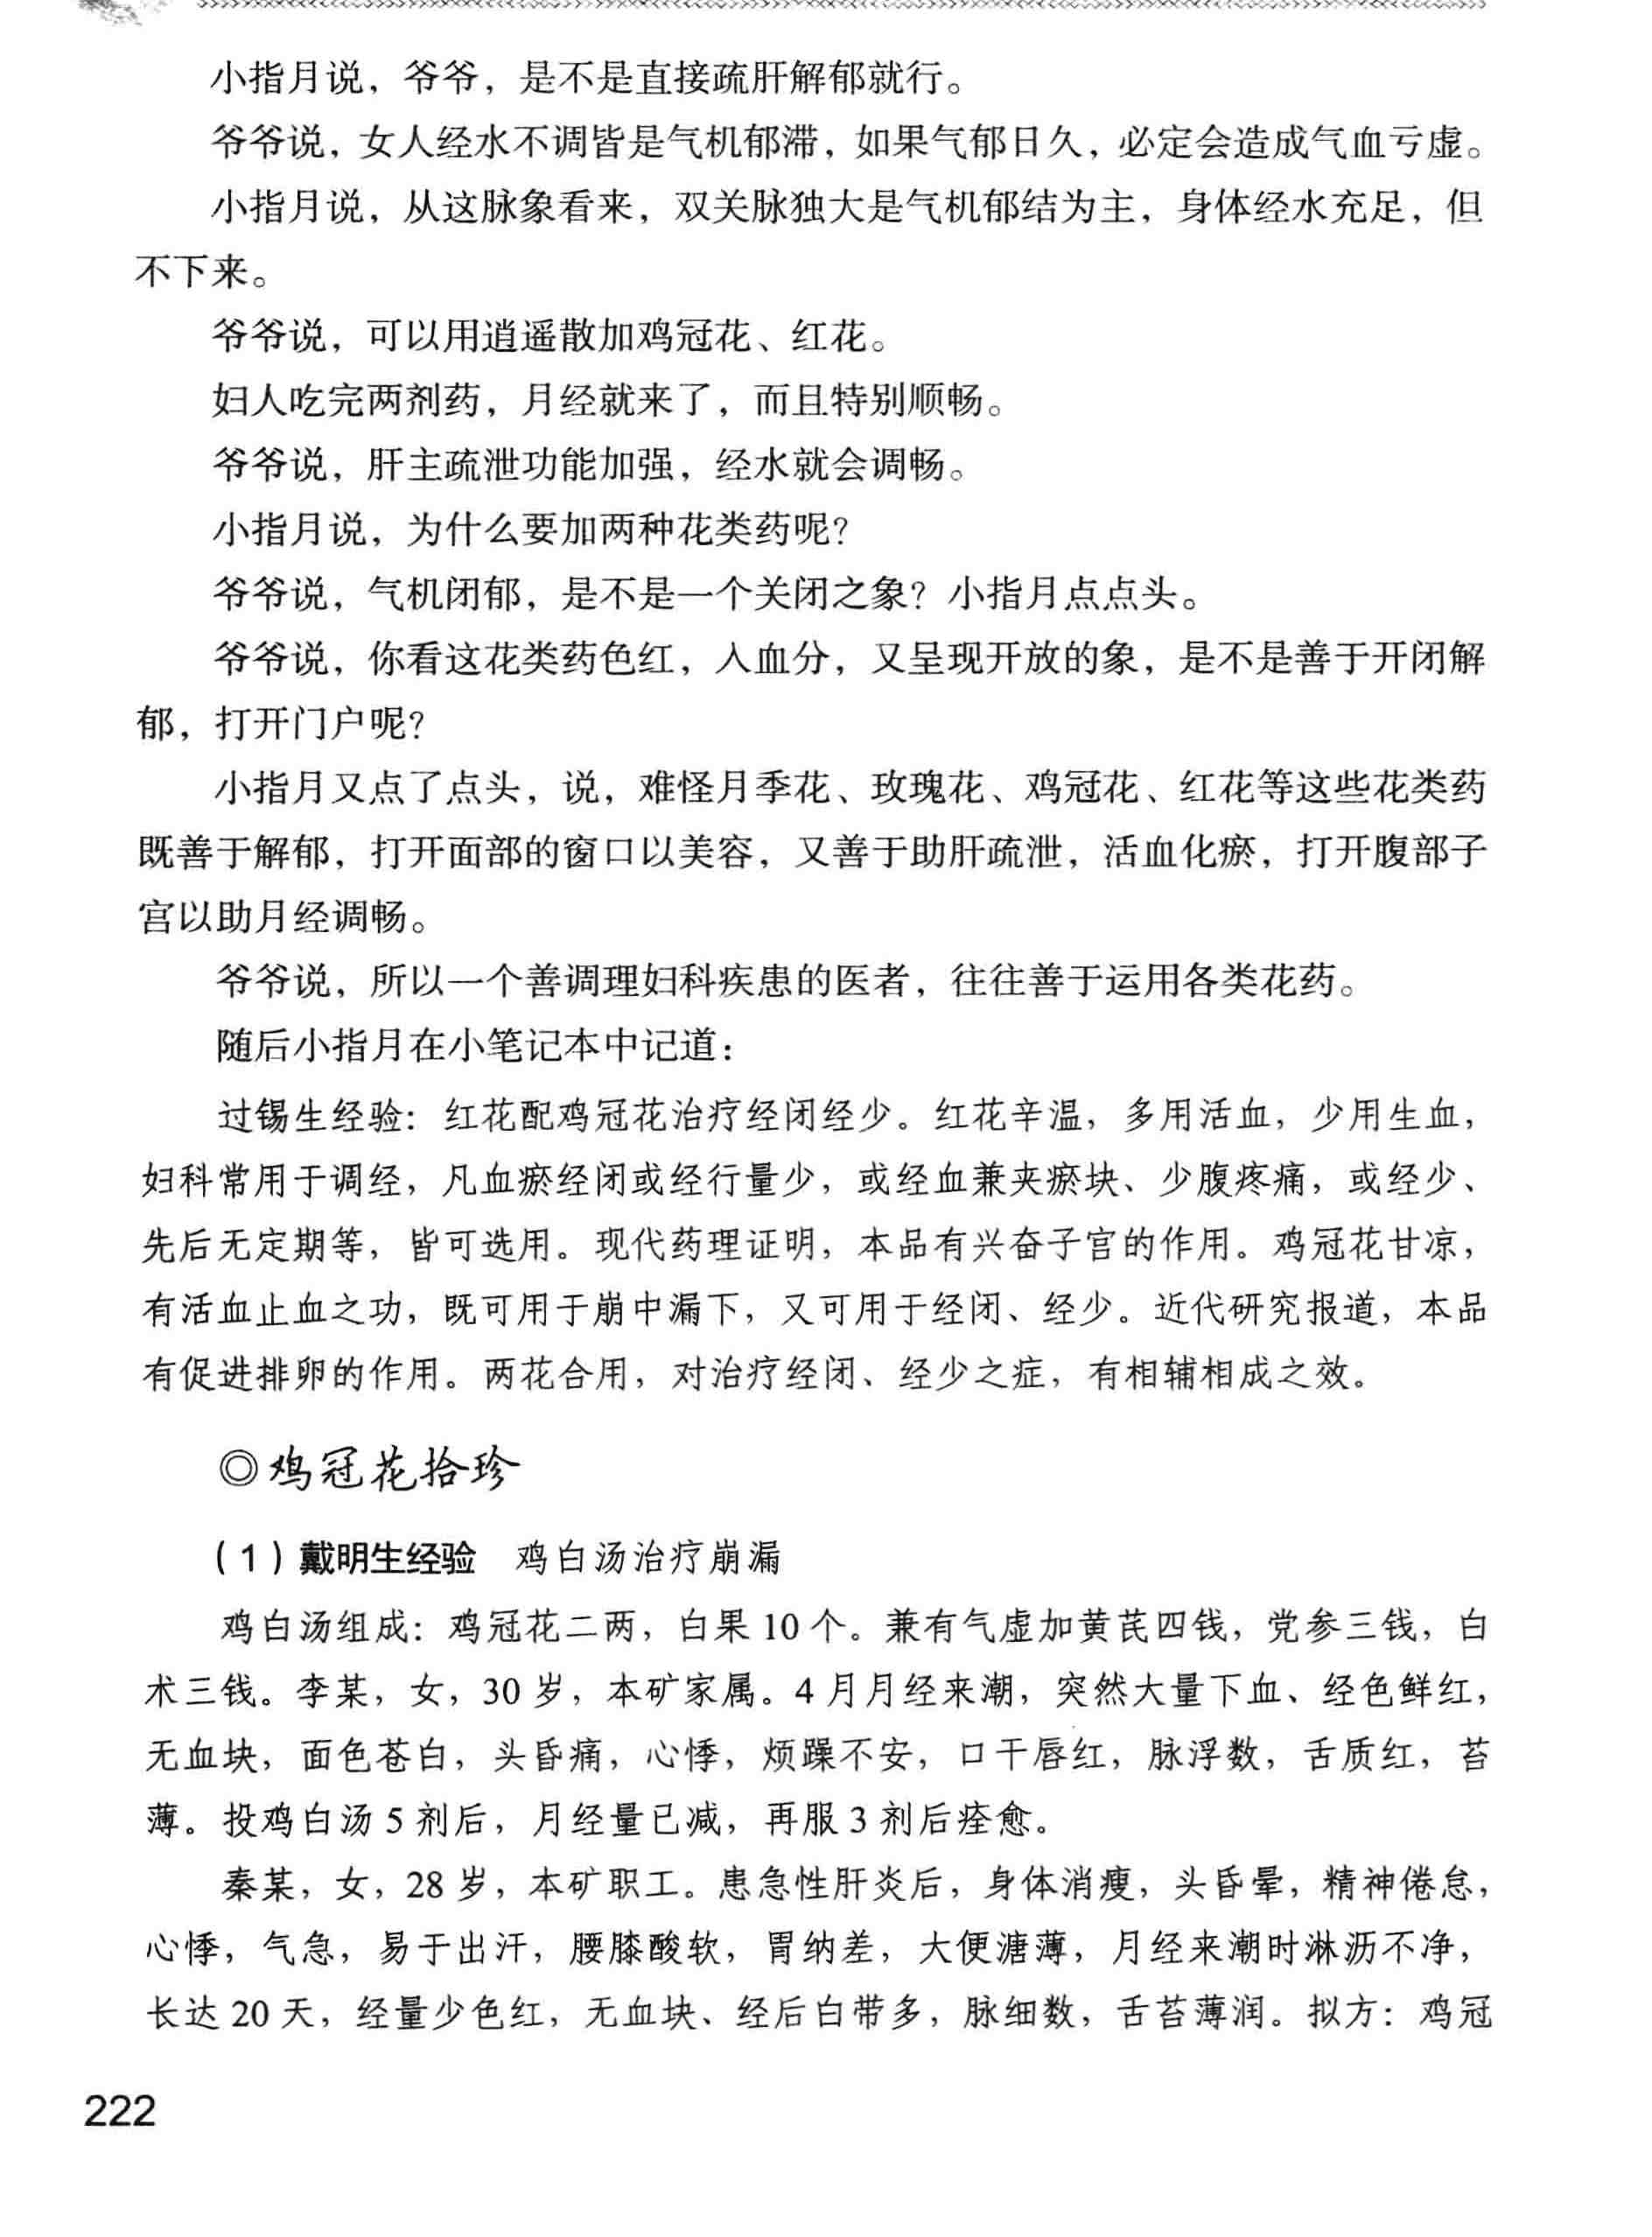 小指月说，爷爷，是不是直接疏肝解郁就行。
爷爷说，女人经水不调皆是气机郁滞，如果气郁日久，必定会造成气血亏虚。
小指月说，从这脉象看来，双关脉独大是气机郁结为主，身体经水充足，但
不下来。
爷爷说，可以用逍遥散加鸡冠花、红花。
妇人吃完两剂药，月经就来了，而且特别顺畅。
爷爷说，肝主疏泄功能加强，经水就会调畅。
小指月说，为什么要加两种花类药呢？
爷爷说，气机闭郁，是不是一个关闭之象？小指月点点头。
爷爷说，你看这花类药色红，入血分，又呈现开放的象，是不是善于开闭解
郁，打开门户呢？
小指月又点了点头，说，难怪月季花、玫瑰花、鸡冠花、红花等这些花类药
既善于解郁，打开面部的窗口以美容，又善于助肝疏泄，活血化瘀，打开腹部子
宫以助月经调畅。
爷爷说，所以一个善调理妇科疾患的医者，往往善于运用各类花药。
随后小指月在小笔记本中记道：
过锡生经验：红花配鸡冠花治疗经闭经少。红花辛温，多用活血，少用生血，
妇科常用于调经，凡血瘀经闭或经行量少，或经血兼夹瘀块、少腹疼痛，或经少、
先后无定期等，皆可选用。现代药理证明，本品有兴奋子宫的作用。鸡冠花甘凉，
有活血止血之功，既可用于崩中漏下，又可用于经闭、经少。近代研究报道，本品
有促进排卵的作用。两花合用，对治疗经闭、经少之症，有相辅相成之效。
◎鸡冠花拾珍
（1）戴明生经验 鸡白汤治疗崩漏
鸡白汤组成：鸡冠花二两，白果 10 个。兼有气虚加黄芪四钱，党参三钱，白
术三钱。李某，女，30 岁，本矿家属。4 月月经来潮，突然大量下血、经色鲜红，
无血块，面色苍白，头昏痛，心悸，烦躁不安，口干唇红，脉浮数，舌质红，苔
薄。投鸡白汤 5 剂后，月经量已减，再服 3 剂后痊愈。
秦某，女，28 岁，本矿职工。患急性肝炎后，身体消瘦，头昏晕，精神倦怠，
心悸，气急，易于出汗，腰膝酸软，胃纳差，大便溏薄，月经来潮时淋沥不净，
长达 20 天，经量少色红，无血块、经后白带多，脉细数，舌苔薄润。拟方：鸡冠
222